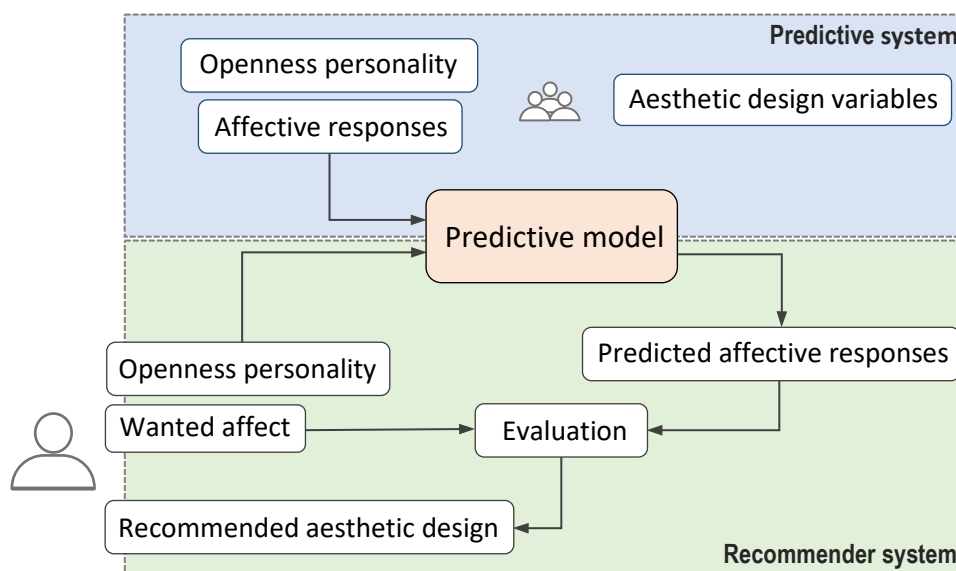 Predictive system
Openness personality
Affective responses
Aesthetic design variables
Predictive model
Openness personality
Predicted affective responses
Wanted affect
Evaluation
Recommended aesthetic design
Recommender system